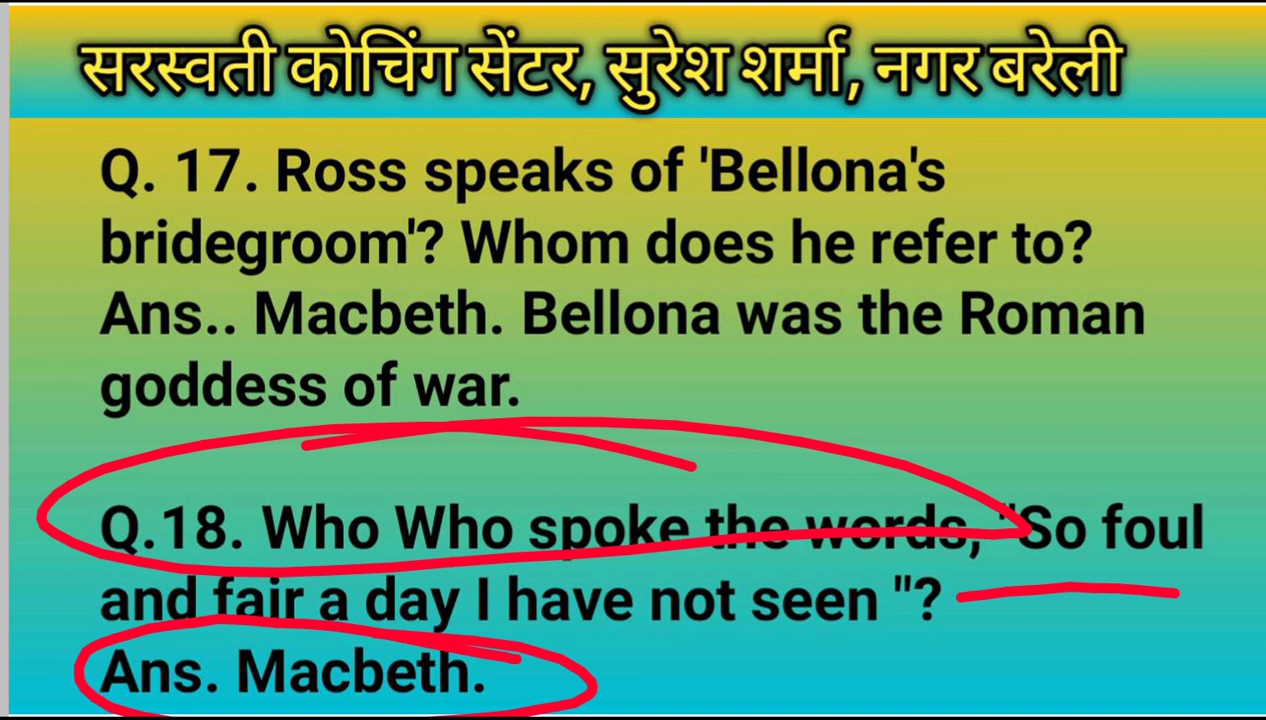 सरस्वती कोचिंग सेंटर, सुरेश शर्मा, नगर बरेली
Q. 17. Ross speaks of 'Bellona's
bridegroom'? Whom does he refer to?
Ans.. Macbeth. Bellona was the Roman
goddess of war.
Q.18. Who Who spoke the words, "So foul
and fair a day I have not seen "?
Ans. Macbeth.